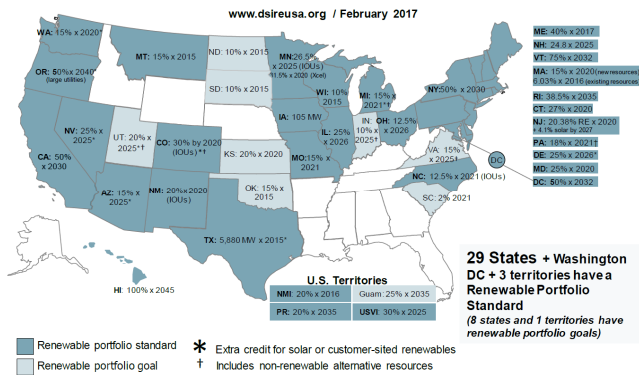 www.dsireusa.org / February 2017
WA: 15% x 2020*
OR: 50% x 2040*
(large utilities)
MT: 15% x 2015
ND: 10% x 2015
SD: 10% x 2015
MN:26.5%
x 2025 (IOUs)
31.5% x 2020 (Xcel)
WI: 10%
2015
MI: 15% x
2021*†
NY:50% x 2030
IA: 105 MW
NV: 25% x
2025*
UT: 20% x
2025*†
CO: 30% by 2020
(IOUs) *†
KS: 20% x 2020
MO:15% x
2021
IL: 25% x
2026
IN:
10% x
2025†
OH: 12.5%
x 2026
CA: 50%
x 2030
AZ: 15% x
2025*
NM: 20%x 2020
(IOUs)
OK: 15% x
2015
TX: 5,880 MW x 2015*
VA: 15%
x 2025†
NC: 12.5% x 2021 (IOUs)
SC: 2% 2021
DC
HI: 100% x 2045
ME: 40% x 2017
NH: 24.8 x 2025
VT: 75% x 2032
MA: 15% x 2020(new resources)
6.03% x 2016 (existing resources)
RI: 38.5% x 2035
CT: 27% x 2020
NJ: 20.38% RE x 2020
+ 4.1% solar by 2027
PA: 18% x 2021†
DE: 25% x 2026*
MD: 25% x 2020
DC: 50% x 2032
U.S. Territories
NMI: 20% x 2016
Guam: 25% x 2035
PR: 20% x 2035
USVI: 30% x 2025
29 States + Washington
DC + 3 territories have a
Renewable Portfolio
Standard
(8 states and 1 territories have
renewable portfolio goals)
Renewable portfolio standard
Renewable portfolio goal
* Extra credit for solar or customer-sited renewables
† Includes non-renewable alternative resources